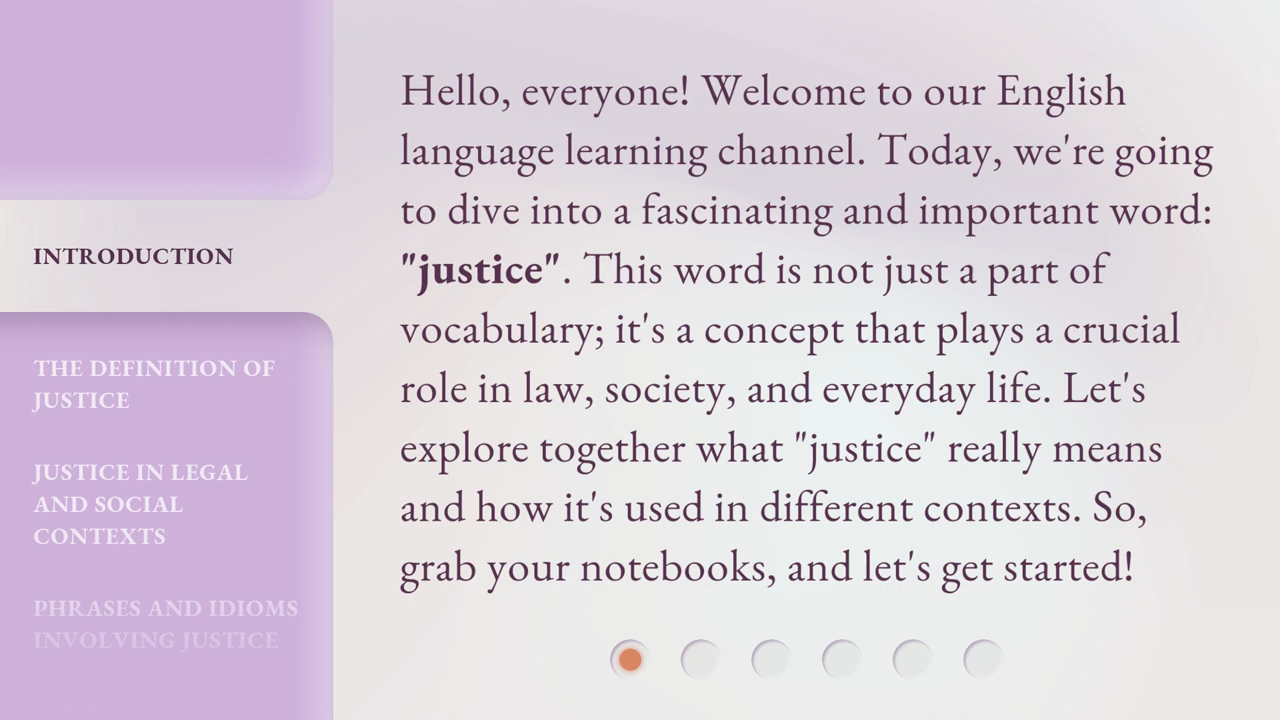 INTRODUCTION
THE DEFINITION OF
JUSTICE
JUSTICE IN LEGAL
AND SOCIAL
CONTEXTS
PHRASES AND IDIOMS
INVOLVING JUSTICE
Hello, everyone! Welcome to our English
language learning channel. Today, we're going
to dive into a fascinating and important word:
"justice". This word is not just a part of
vocabulary; it's a concept that plays a crucial
role in law, society, and everyday life. Let's
explore together what "justice" really means
and how it's used in different contexts. So,
grab your notebooks, and let's get started!